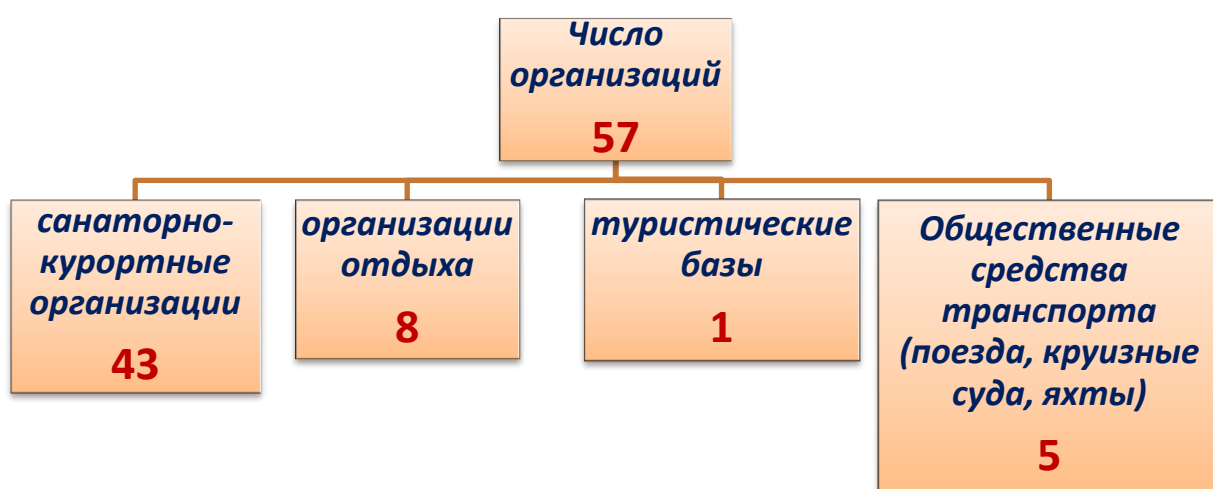 Число
организаций
57
санаторно-
курортные
организации
43
организации
отдыха
8
туристические
базы
1
Общественные
средства
транспорта
(поезда, круизные
суда, яхты)
5